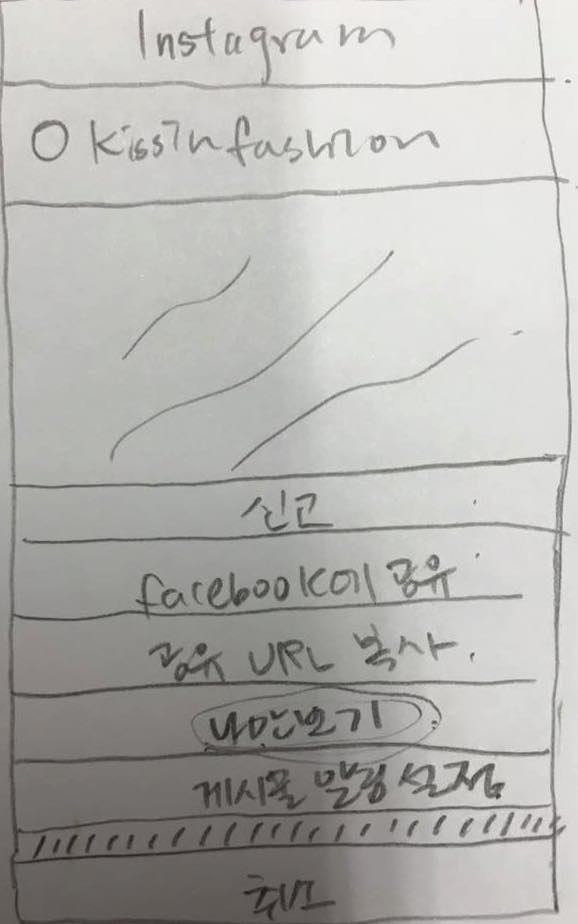 Instagram
Kissinfashion
신고
facebook에 공유
공유 URL 복사.
나만보기
게시물 알림 설정
취소